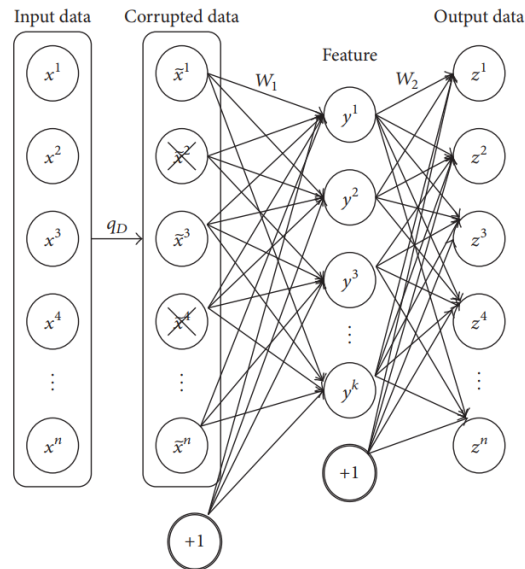 Input data Corrupted data Output data
Feature
W₁ W₂
x¹ x̃¹ y¹ z¹
x² x̃² y² z²
q_D
x³ x̃³ y³ z³
x⁴ x̃⁴ z⁴
⋮ ⋮ ⋮ ⋮
yᵏ
xⁿ x̃ⁿ zⁿ
+1
+1